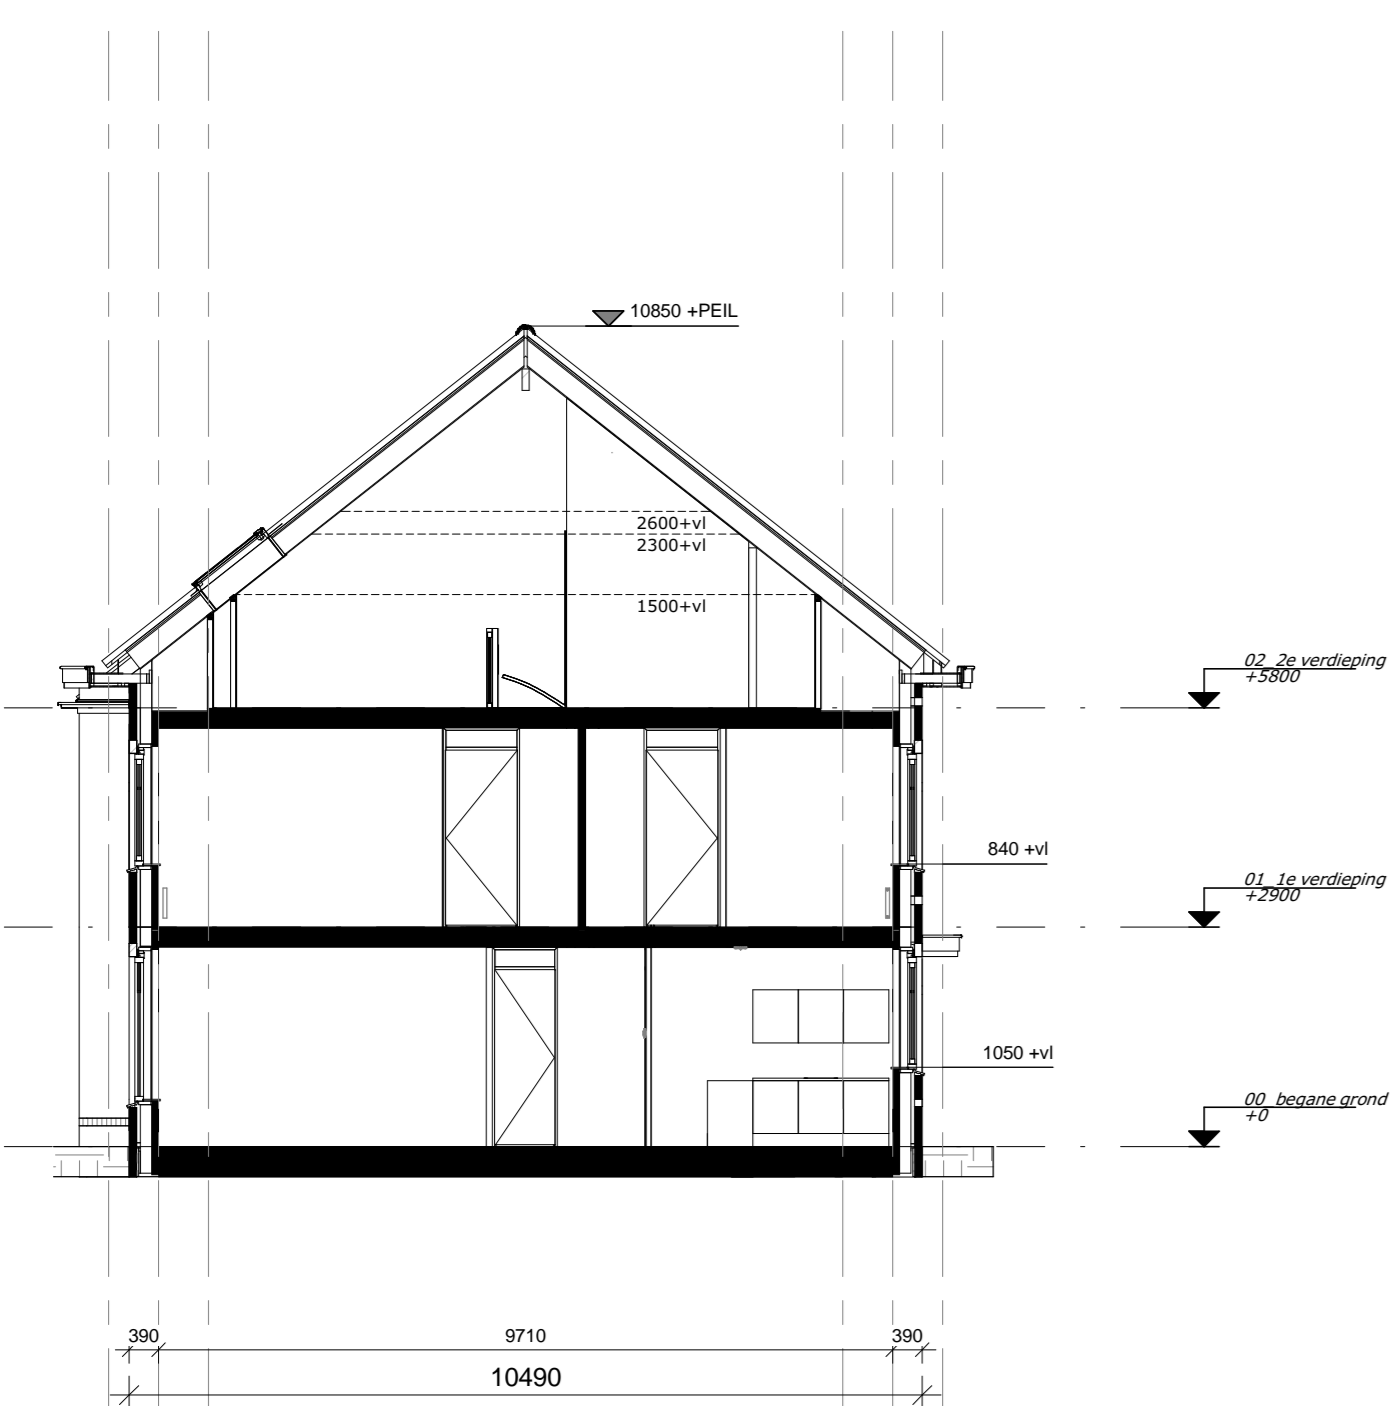 10850 +PEIL
2600+vl
2300+vl
1500+vl
02_2e verdieping
+5800
840 +vl
01_1e verdieping
+2900
1050 +vl
00_begane grond
+0
390
9710
390
10490